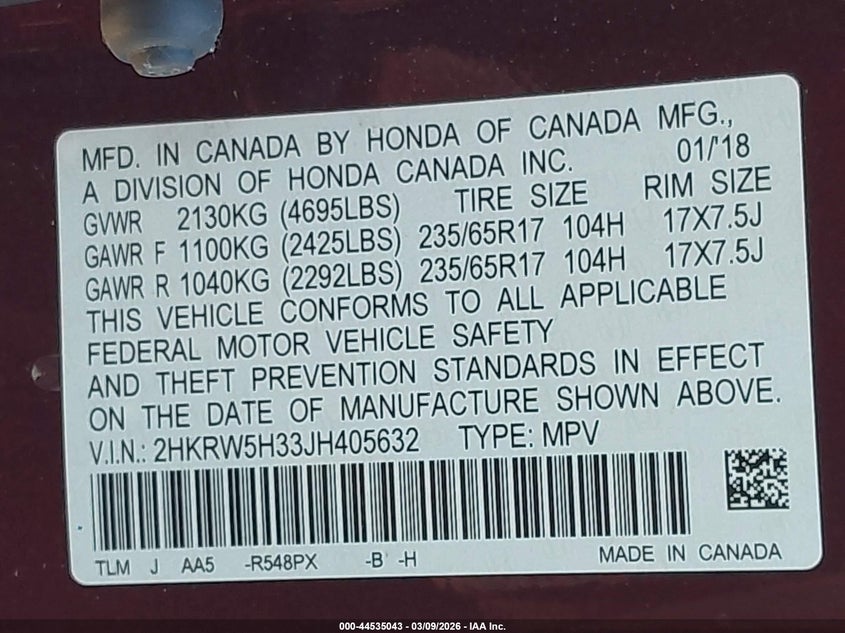 MFD. IN CANADA BY HONDA OF CANADA MFG.,
A DIVISION OF HONDA CANADA INC. 01/'18
GVWR 2130KG (4695LBS) TIRE SIZE RIM SIZE
GAWR F 1100KG (2425LBS) 235/65R17 104H 17X7.5J
GAWR R 1040KG (2292LBS) 235/65R17 104H 17X7.5J
THIS VEHICLE CONFORMS TO ALL APPLICABLE
FEDERAL MOTOR VEHICLE SAFETY
AND THEFT PREVENTION STANDARDS IN EFFECT
ON THE DATE OF MANUFACTURE SHOWN ABOVE.
V.I.N.: 2HKRW5H33JH405632 TYPE: MPV
TLM J AA5 -R548PX -B -H MADE IN CANADA
000-44535043 - 03/09/2026 - IAA Inc.